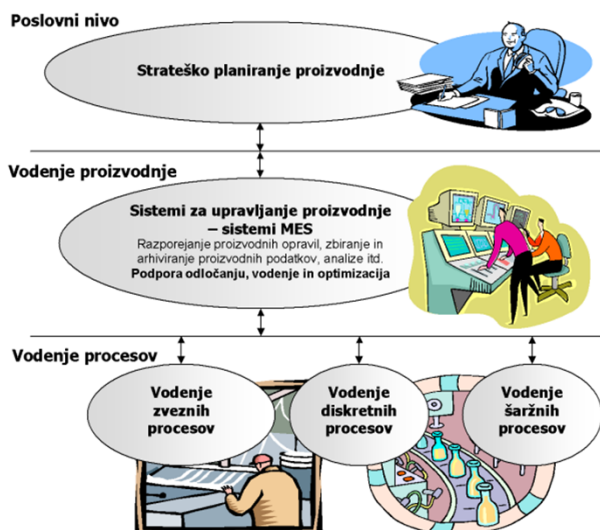 Poslovni nivo
Strateško planiranje proizvodnje
Vodenje proizvodnje
Sistemi za upravljanje proizvodnje
– sistemi MES
Razporejanje proizvodnih opravil, zbiranje in
arhiviranje proizvodnih podatkov, analize itd.
Podpora odločanju, vodenje in optimizacija
Vodenje procesov
Vodenje
zveznih
procesov
Vodenje
diskretnih
procesov
Vodenje
šaržnih
procesov